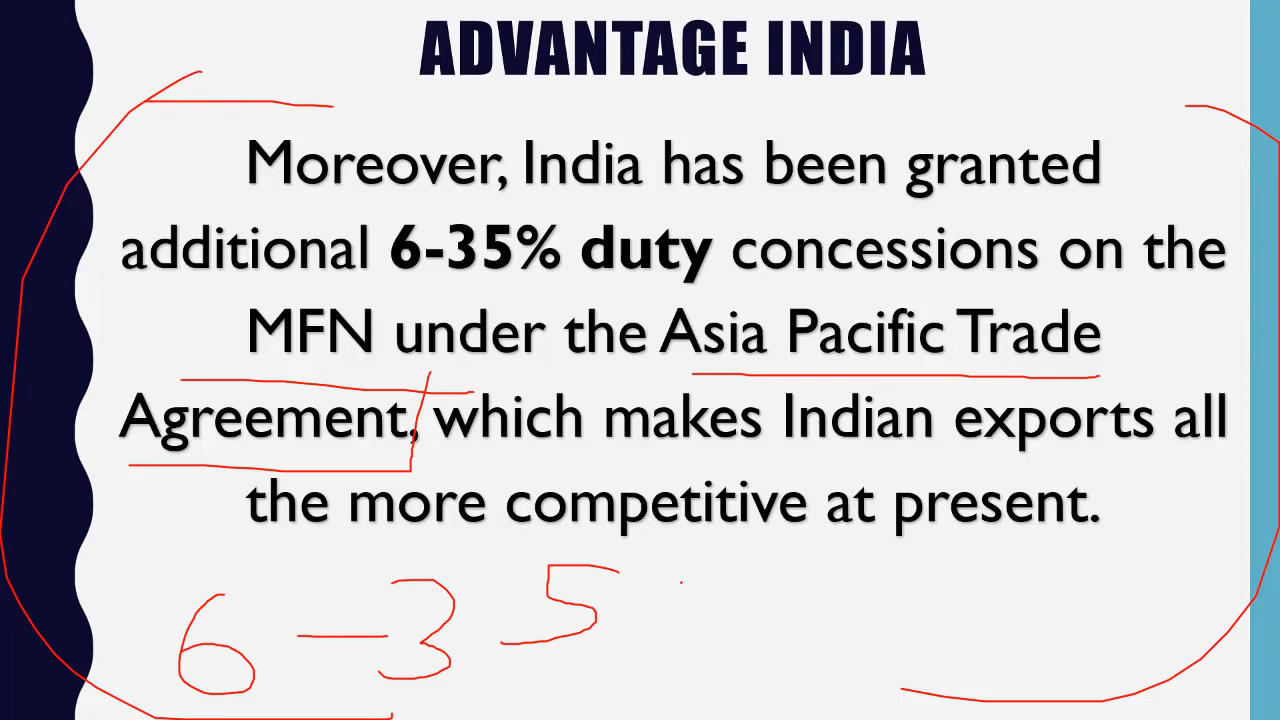 ADVANTAGE INDIA
Moreover, India has been granted
additional 6-35% duty concessions on the
MFN under the Asia Pacific Trade
Agreement, which makes Indian exports all
the more competitive at present.
6-35